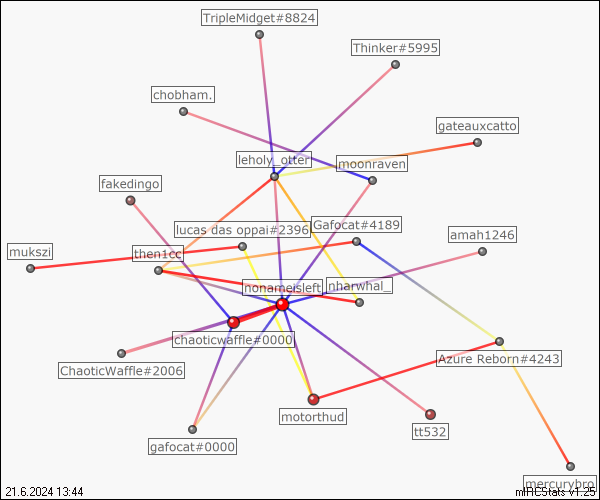 TripleMidget#8824
Thinker#5995
chobham.
gateauxcatto
leholy_otter
moonraven
fakedingo
lucas das oppai#2396
Gafocat#4189
amah1246
mukszi
then1cc
nonameisleft
nharwhal_
chaoticwaffle#0000
ChaoticWaffle#2006
Azure Reborn#4243
motorthud
tt532
gafocat#0000
mercurybro
21.6.2024 13:44
mIRCStats v1.25